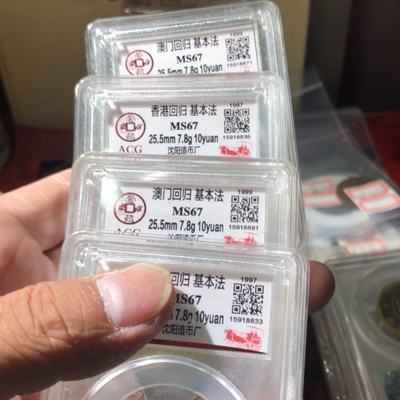 1999
澳门回归 基本法
MS67
25.5mm 7.8g 10yuan
15918871
1997
香港回归 基本法
MS67
ACG
25.5mm 7.8g 10yuan
15918836
沈阳造币厂
1999
澳门回归 基本法
MS67
ACG
25.5mm 7.8g 10yuan
15918881
沈阳造币厂
1997
回归 基本法
MS67
7.8g 10yuan
15918833
沈阳造币厂